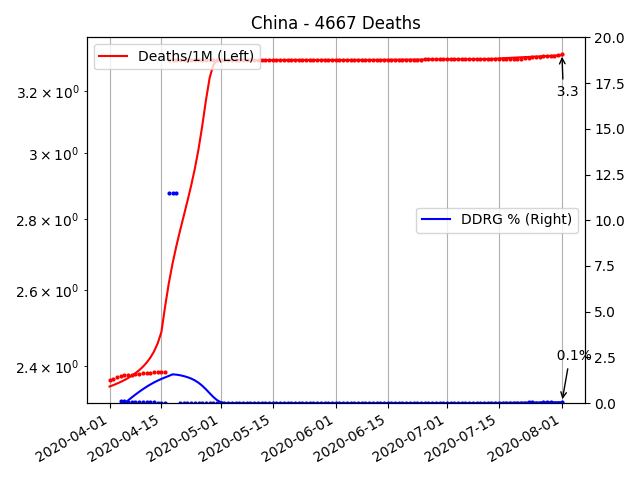 China - 4667 Deaths
Deaths/1M (Left)
DDRG % (Right)
3.3
0.1%
3.2 × 10⁰
3 × 10⁰
2.8 × 10⁰
2.6 × 10⁰
2.4 × 10⁰
20.0
17.5
15.0
12.5
10.0
7.5
5.0
2.5
0.0
2020-04-01
2020-04-15
2020-05-01
2020-05-15
2020-06-01
2020-06-15
2020-07-01
2020-07-15
2020-08-01